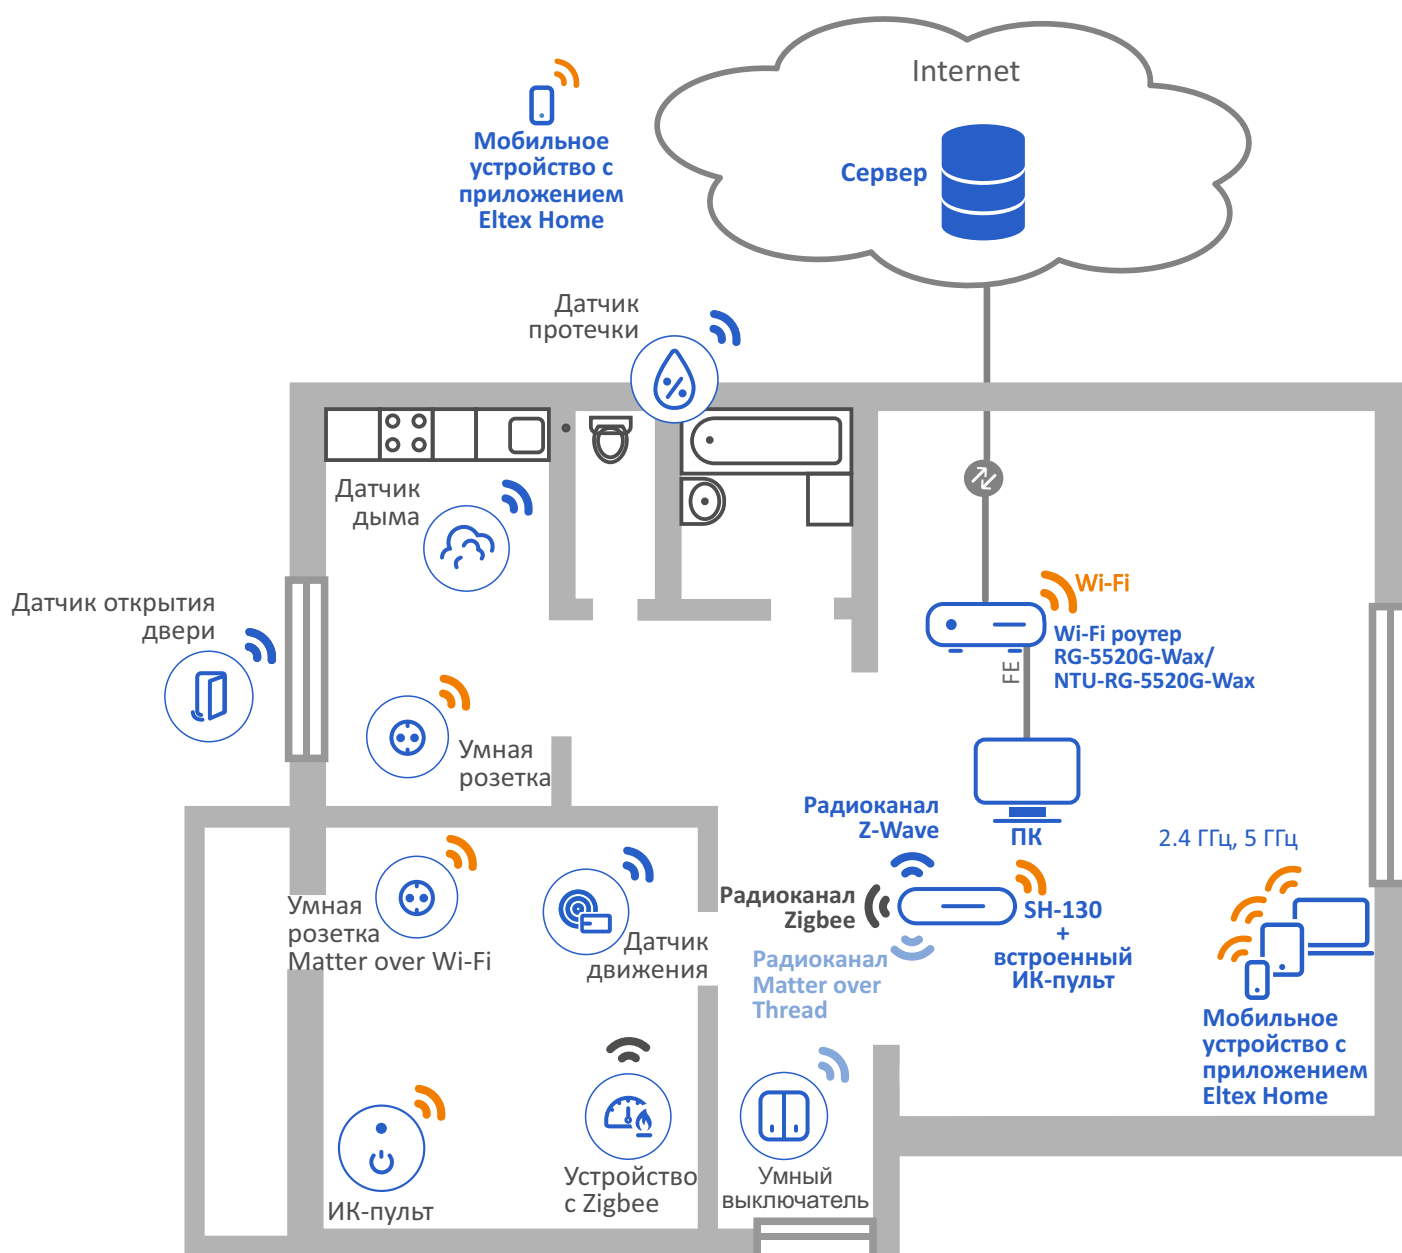 Internet
Сервер
Мобильное
устройство с
приложением
Eltex Home
Датчик
протечки
Датчик
дыма
Датчик открытия
двери
Wi-Fi
Wi-Fi роутер
RG-5520G-Wax/
NTU-RG-5520G-Wax
FE
Умная
розетка
ПК
Радиоканал
Z-Wave
2.4 ГГц, 5 ГГц
Радиоканал
Zigbee
SH-130
+
встроенный
ИК-пульт
Умная
розетка
Matter over Wi-Fi
Датчик
движения
Радиоканал
Matter over
Thread
Мобильное
устройство с
приложением
Eltex Home
ИК-пульт
Устройство
с Zigbee
Умный
выключатель